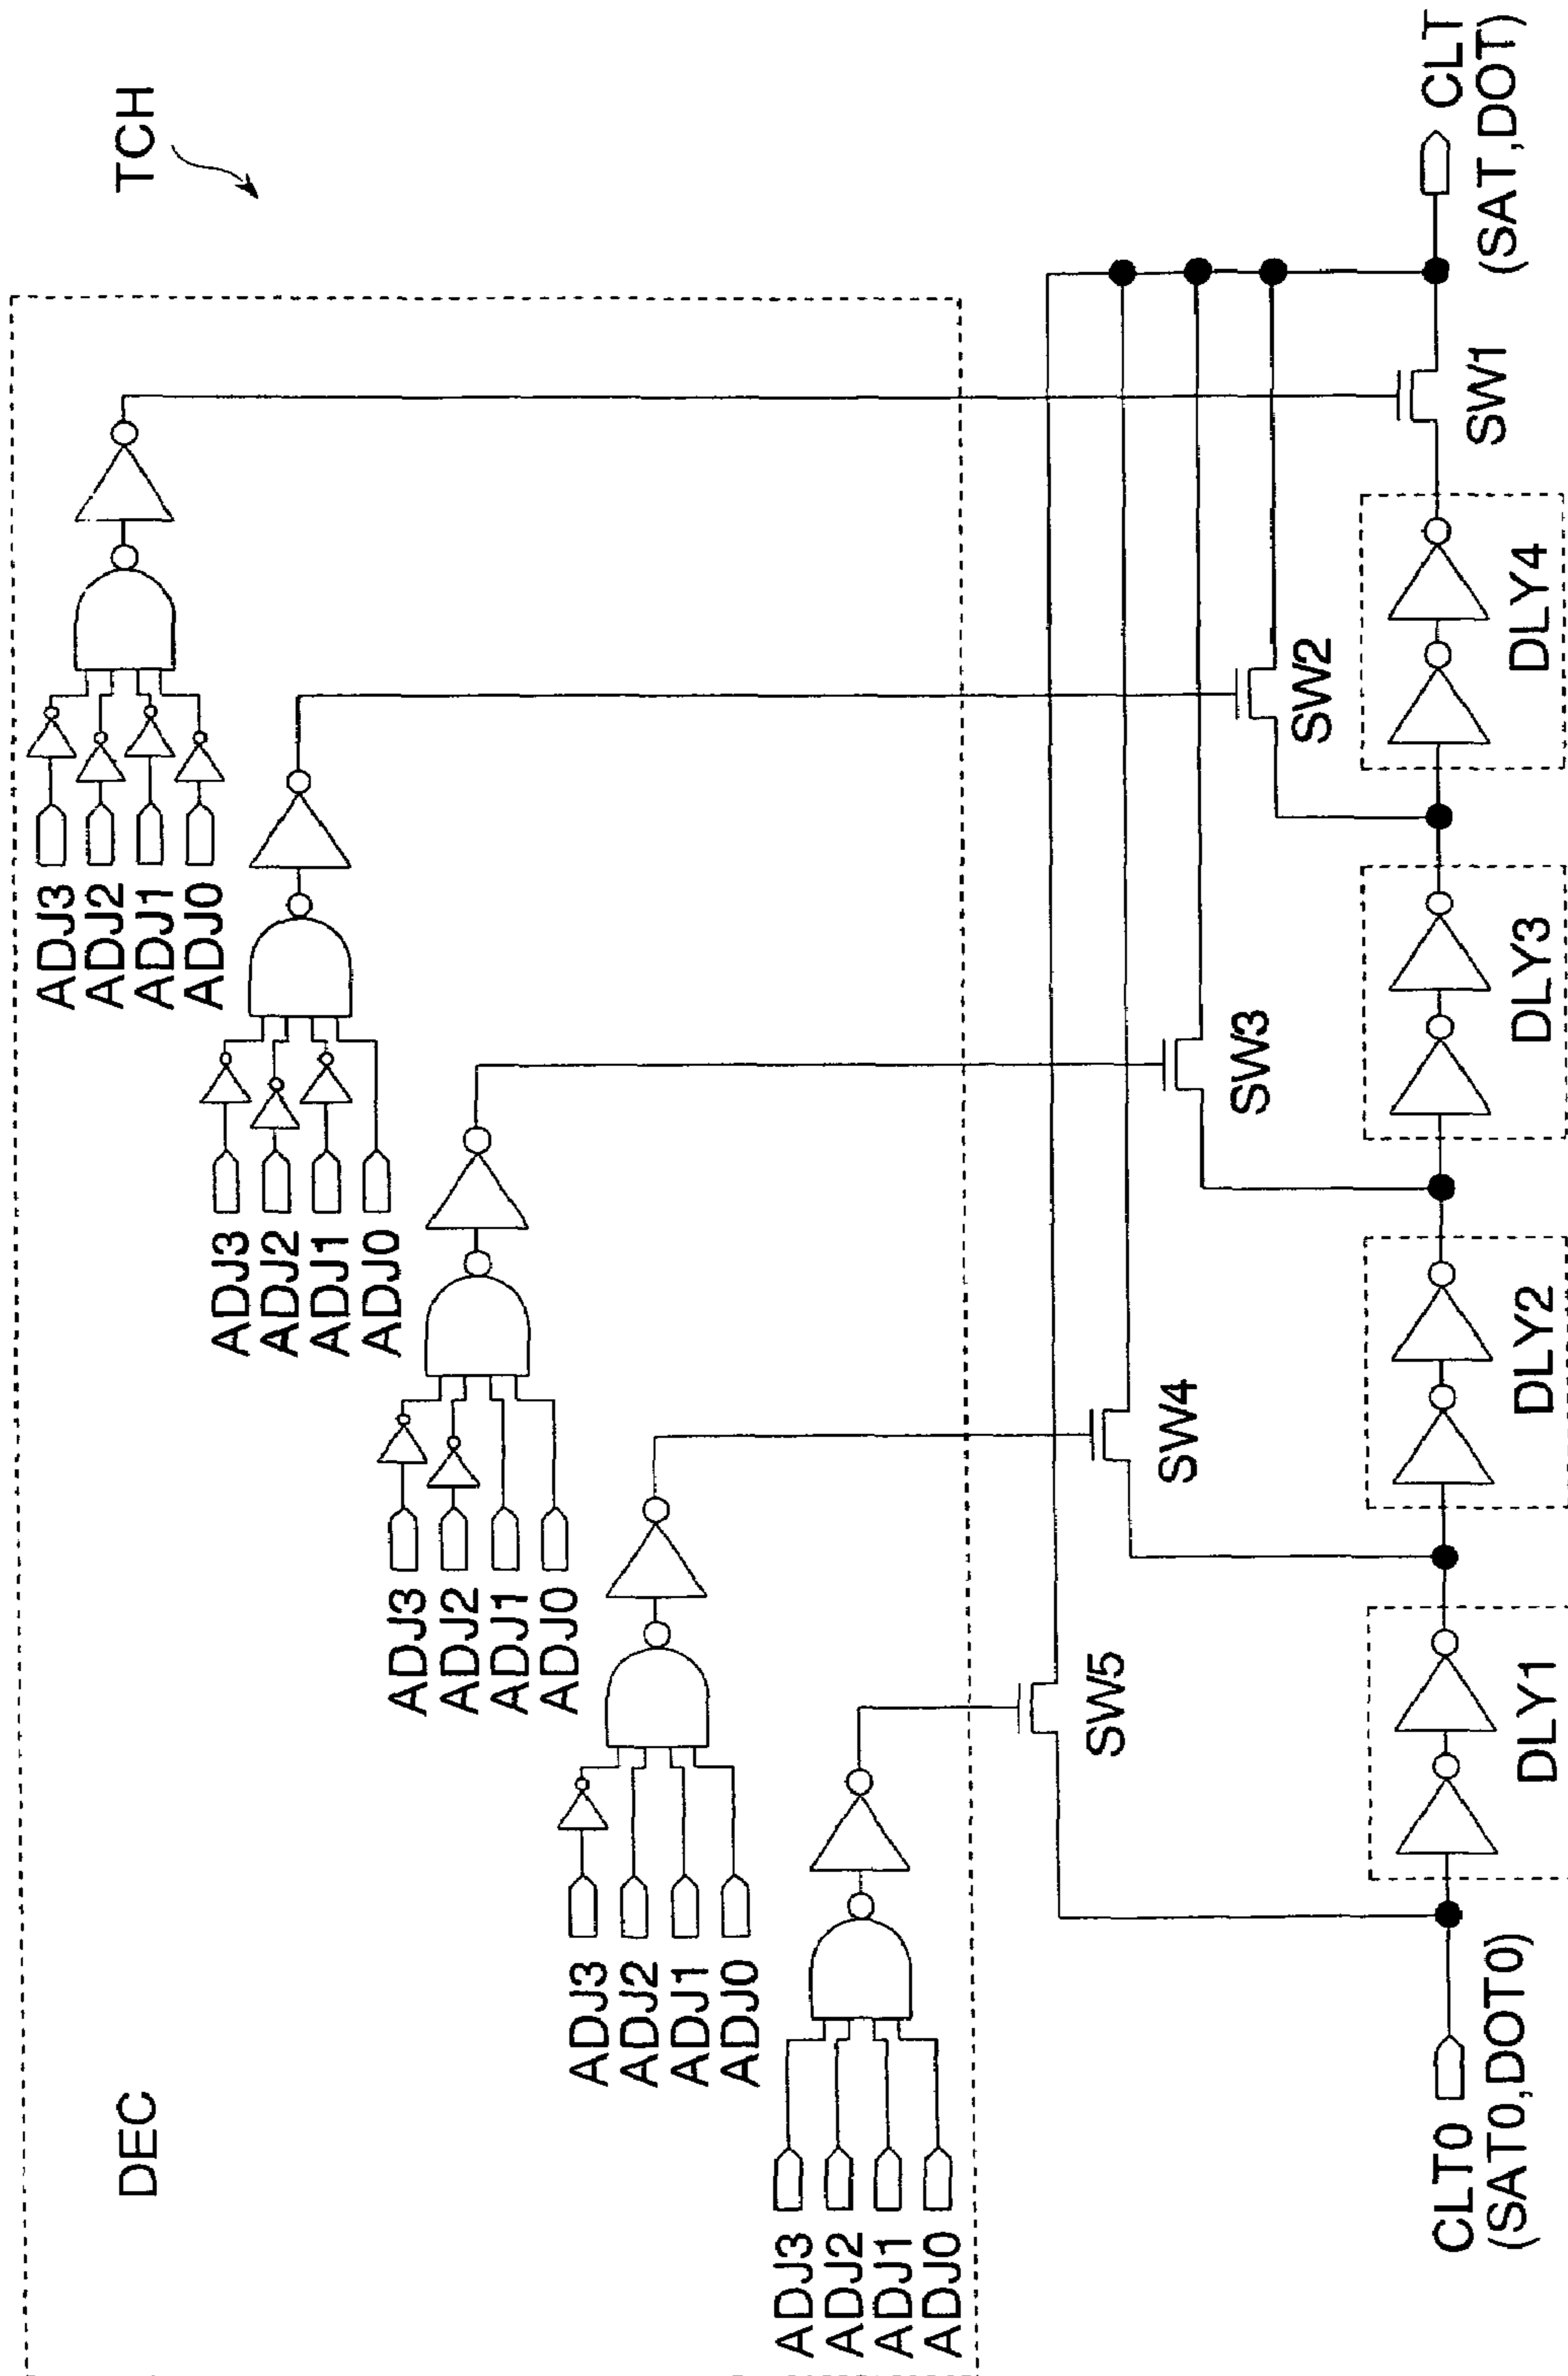 TCH
DEC
ADJ3
ADJ2
ADJ1
ADJ0
ADJ3
ADJ2
ADJ1
ADJ0
ADJ3
ADJ2
ADJ1
ADJ0
ADJ3
ADJ2
ADJ1
ADJ0
ADJ3
ADJ2
ADJ1
ADJ0
SW5
SW4
SW3
SW2
SW1
CLT0
(SAT0,DOT0)
DLY1
DLY2
DLY3
DLY4
CLT
(SAT,DOT)